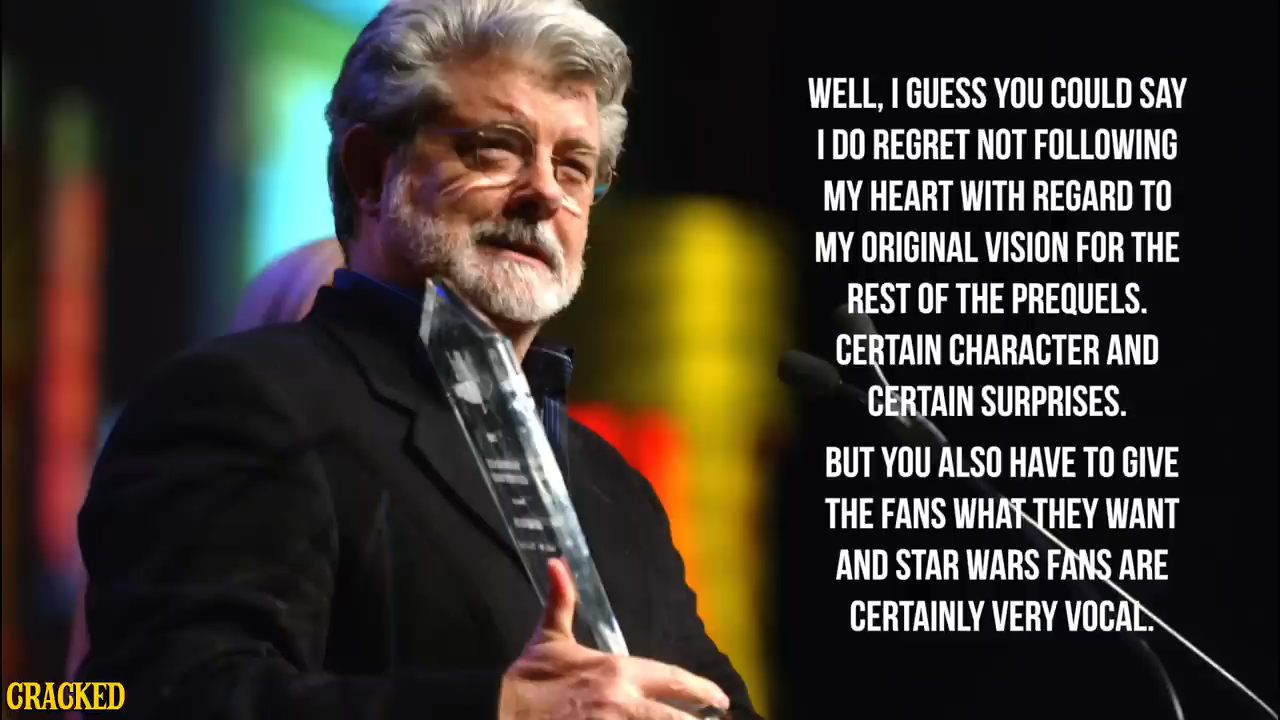 WELL, I GUESS YOU COULD SAY
I DO REGRET NOT FOLLOWING
MY HEART WITH REGARD TO
MY ORIGINAL VISION FOR THE
REST OF THE PREQUELS.
CERTAIN CHARACTER AND
CERTAIN SURPRISES.
BUT YOU ALSO HAVE TO GIVE
THE FANS WHAT THEY WANT
AND STAR WARS FANS ARE
CERTAINLY VERY VOCAL.
CRACKED